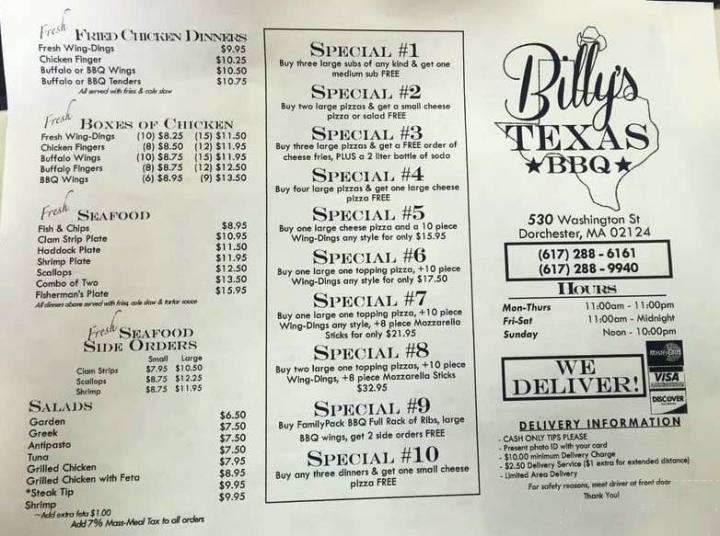 Fresh FRIED CHICKEN DINNERS
Fresh Wing-Dings $9.95
Chicken Finger $10.25
Buffalo or BBQ Wings $10.50
Buffalo or BBQ Tenders $10.75
All served with fries & cole slaw
Fresh BOXES OF CHICKEN
Fresh Wing-Dings (10) $8.25 (15) $11.50
Chicken Fingers (8) $8.50 (12) $11.95
Buffalo Wings (10) $8.75 (15) $11.95
Buffalo Fingers (8) $8.75 (12) $12.50
BBQ Wings (6) $8.95 (9) $13.50
Fresh SEAFOOD
Fish & Chips $8.95
Clam Strip Plate $10.95
Haddock Plate $11.50
Shrimp Plate $11.95
Scallops $12.50
Combo of Two $13.50
Fisherman's Plate $15.95
All dinners above served with fries, cole slaw & tartar sauce
Fresh SEAFOOD
SIDE ORDERS
Small Large
Clam Strips $7.95 $10.50
Scallops $8.75 $12.25
Shrimp $8.75 $11.95
SALADS
Garden $6.50
Greek $7.50
Antipasto $7.50
Tuna $7.95
Grilled Chicken $8.95
Grilled Chicken with Feta $9.50
*Steak Tip $9.95
Shrimp $9.95
~Add extra feta $1.00
Add 7% Mass-Meal Tax to all orders
SPECIAL #1
Buy three large subs of any kind & get one
medium sub FREE
SPECIAL #2
Buy two large pizzas & get a small cheese
pizza or salad FREE
SPECIAL #3
Buy three large pizzas & get a FREE order of
cheese fries, PLUS a 2 liter bottle of soda
SPECIAL #4
Buy four large pizzas & get one large cheese
pizza FREE
SPECIAL #5
Buy one large cheese pizza and a 10 piece
Wing-Dings any style for only $15.95
SPECIAL #6
Buy one large one topping pizza, +10 piece
Wing-Dings any style for only $17.50
SPECIAL #7
Buy one large one topping pizza, +10 piece
Wing-Dings any style, +8 piece Mozzarella
Sticks for only $21.95
SPECIAL #8
Buy two large one topping pizzas, +10 piece
Wing-Dings, +8 piece Mozzarella Sticks
$32.95
SPECIAL #9
Buy FamilyPack BBQ Full Rack of Ribs, large
BBQ wings, get 2 side orders FREE
SPECIAL #10
Buy any three dinners & get one small cheese
pizza FREE
Billy's
TEXAS
★BBQ★
530 Washington St
Dorchester, MA 02124
(617) 288 - 6161
(617) 288 - 9940
HOURS
Mon-Thurs 11:00am - 11:00pm
Fri-Sat 11:00am - Midnight
Sunday Noon - 10:00pm
WE
DELIVER!
MasterCard
VISA
DISCOVER
DELIVERY INFORMATION
- CASH ONLY TIPS PLEASE
- Present photo ID with your card
- $10.00 minimum Delivery Charge
- $2.50 Delivery Service ($1 extra for extended distance)
- Limited Area Delivery
For safety reasons, meet driver at front door
Thank You!